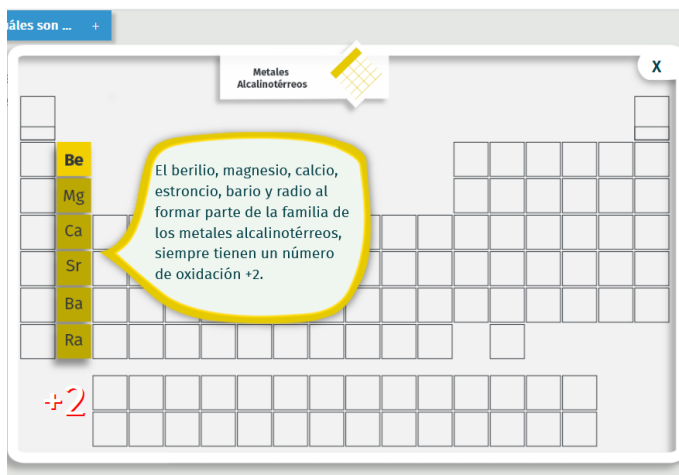 áles son ... +
Metales
Alcalinotérreos
X
Be
Mg
Ca
Sr
Ba
Ra
El berilio, magnesio, calcio,
estroncio, bario y radio al
formar parte de la familia de
los metales alcalinotérreos,
siempre tienen un número
de oxidación +2.
+2